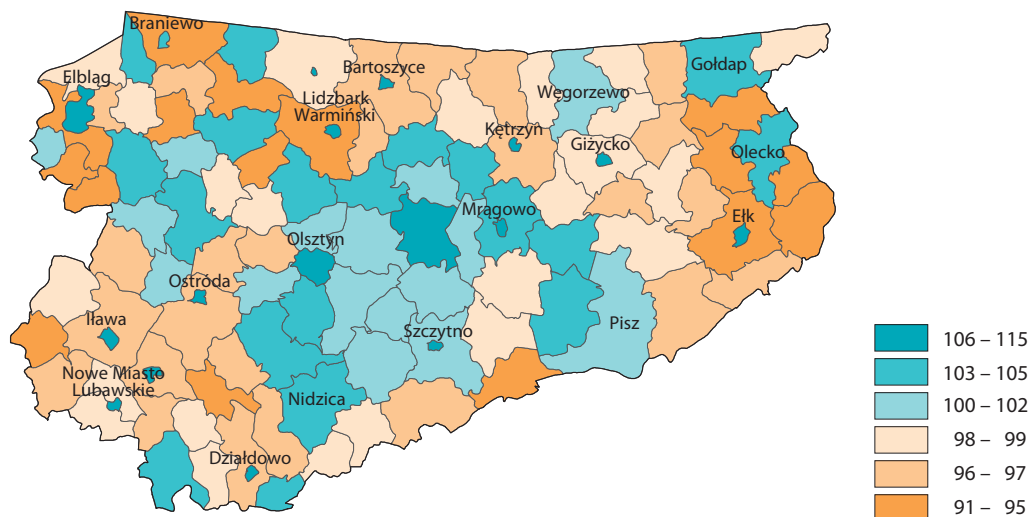 Braniewo
Elbląg
Bartoszyce
Gołdap
Węgorzewo
Lidzbark
Warmiński
Kętrzyn
Giżycko
Olecko
Mrągowo
Ełk
Olsztyn
Ostróda
Iława
Szczytno
Pisz
Nowe Miasto
Lubawskie
Nidzica
Działdowo
106 – 115
103 – 105
100 – 102
98 – 99
96 – 97
91 – 95